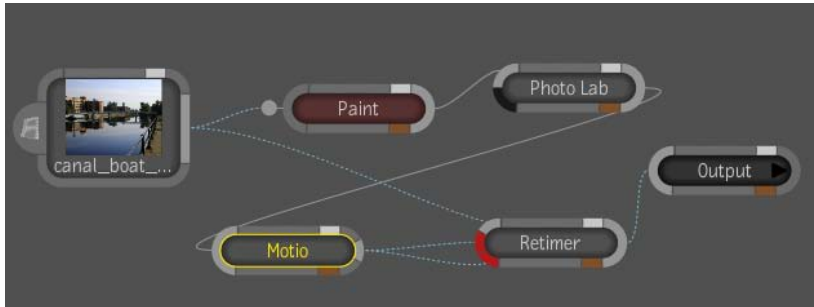 Photo Lab
Paint
canal_boat_...
Output
Motio
Retimer